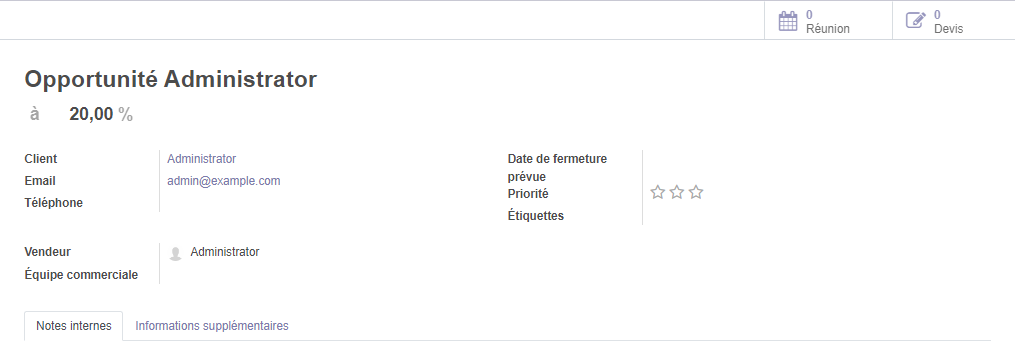 0
Réunion
0
Devis
Opportunité Administrator
à 20,00 %
Client Administrator
Email admin@example.com
Téléphone
Date de fermeture
prévue
Priorité
Étiquettes
Vendeur Administrator
Équipe commerciale
Notes internes Informations supplémentaires